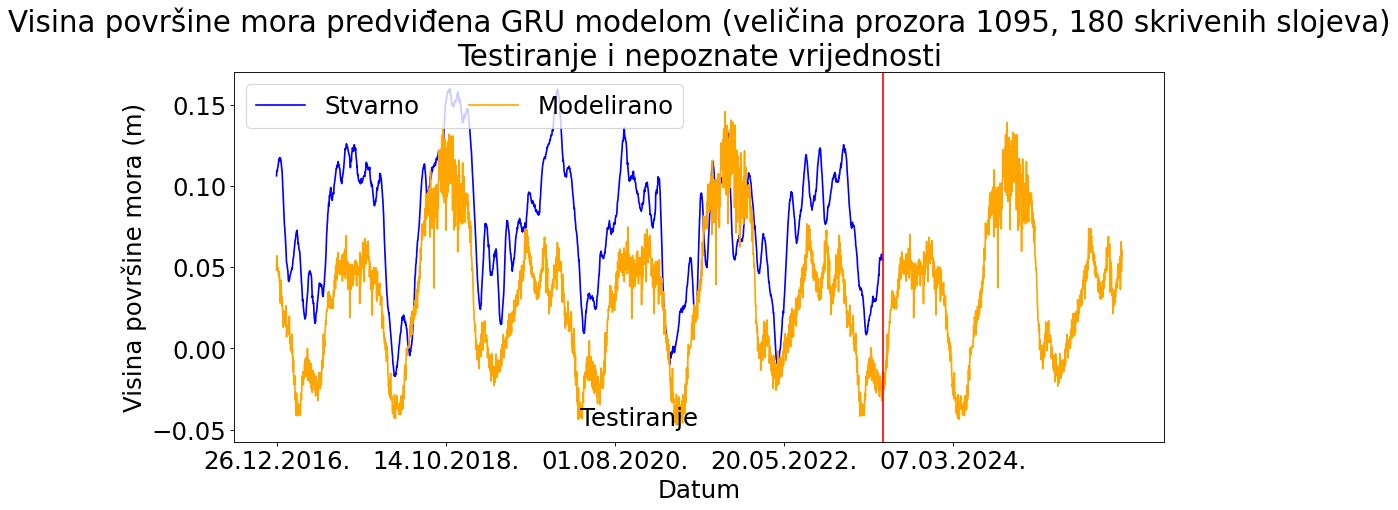 Visina površine mora predviđena GRU modelom (veličina prozora 1095, 180 skrivenih slojeva)
Testiranje i nepoznate vrijednosti
Stvarno
Modelirano
Visina površine mora (m)
0.15
0.10
0.05
0.00
−0.05
Testiranje
26.12.2016.
14.10.2018.
01.08.2020.
20.05.2022.
07.03.2024.
Datum